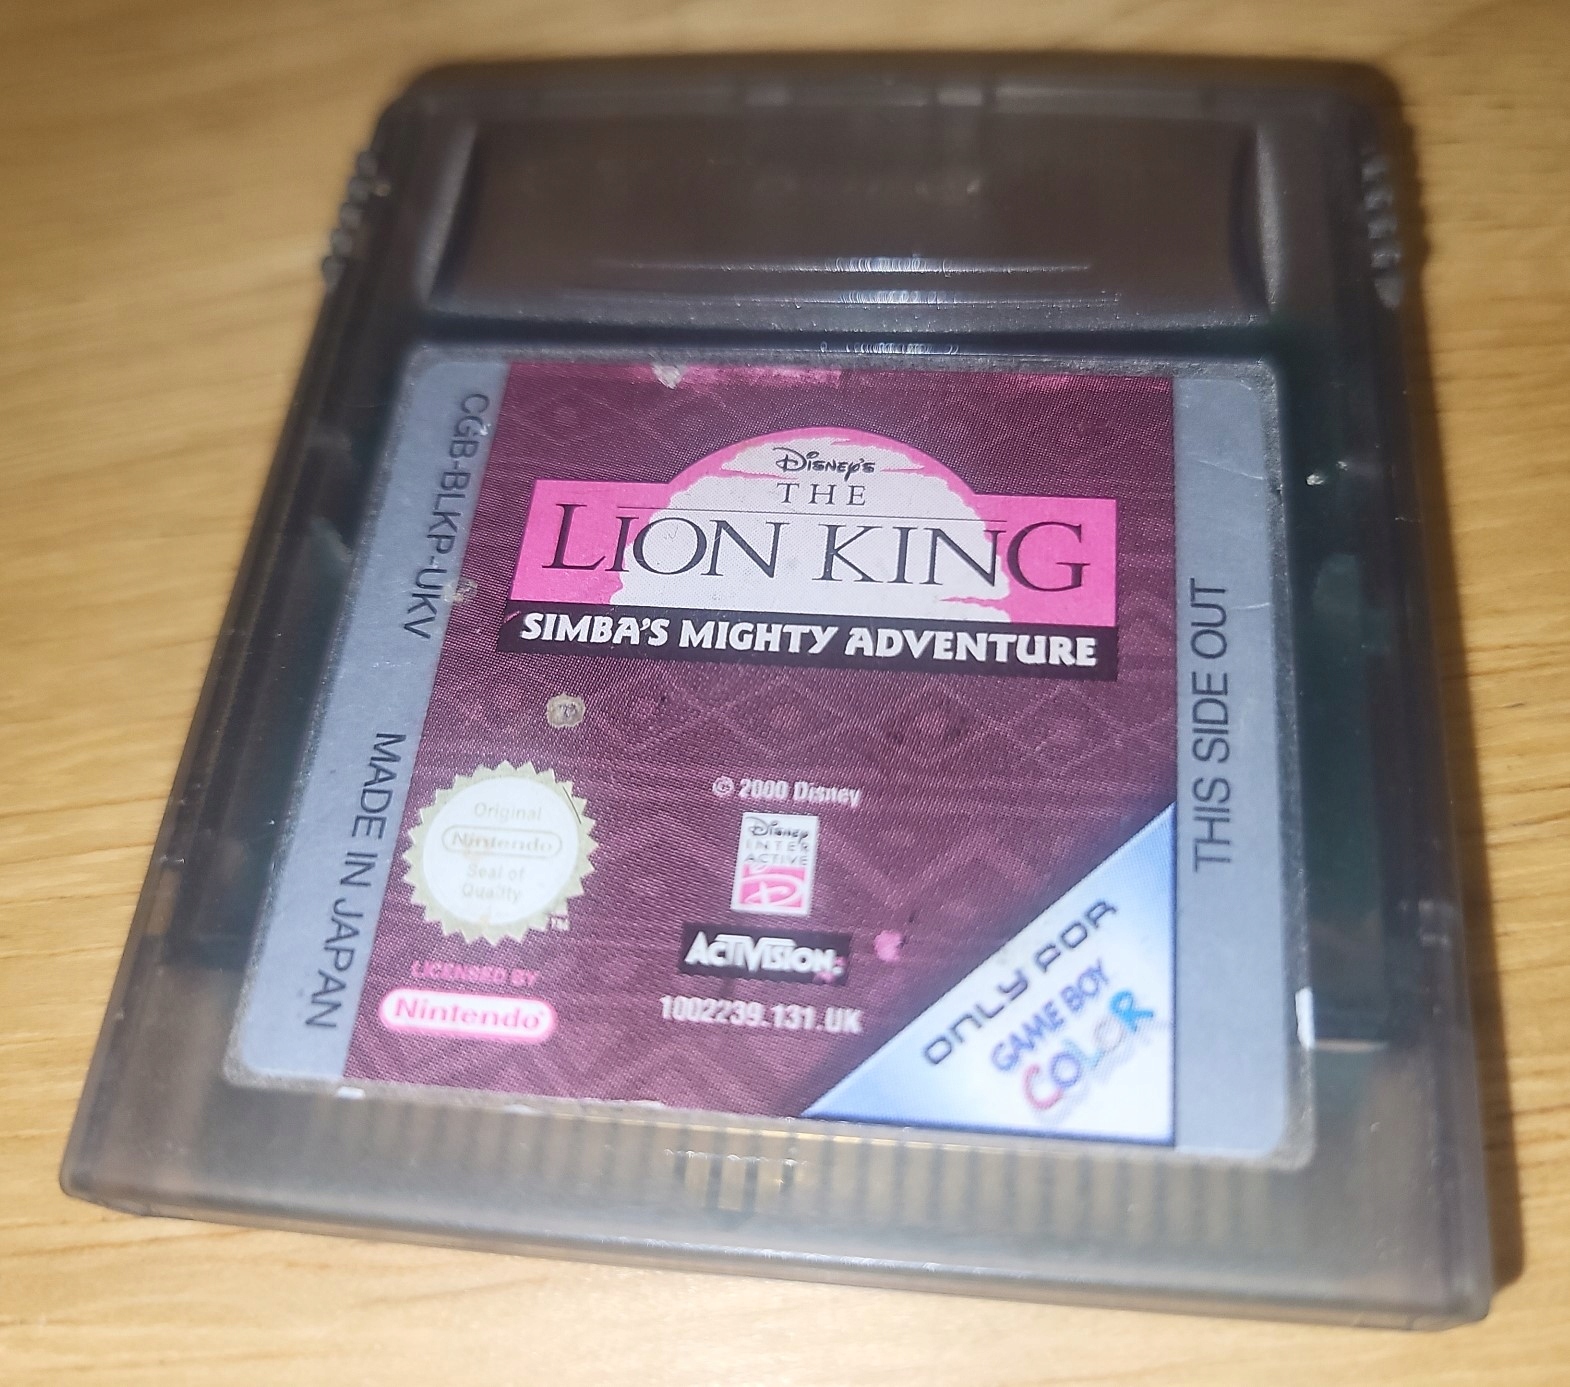 CGB-BLKP-UKV MADE IN JAPAN
Disney's
THE
LION KING
SIMBA'S MIGHTY ADVENTURE
THIS SIDE OUT
© 2000 Disney
Original
Nintendo
Seal of
Quality
TM
Disney
INTER
ACTIVE
D
ACTIVISION.
LICENSED BY
Nintendo
1002239.131.UK
ONLY FOR
GAME BOY
COLOR